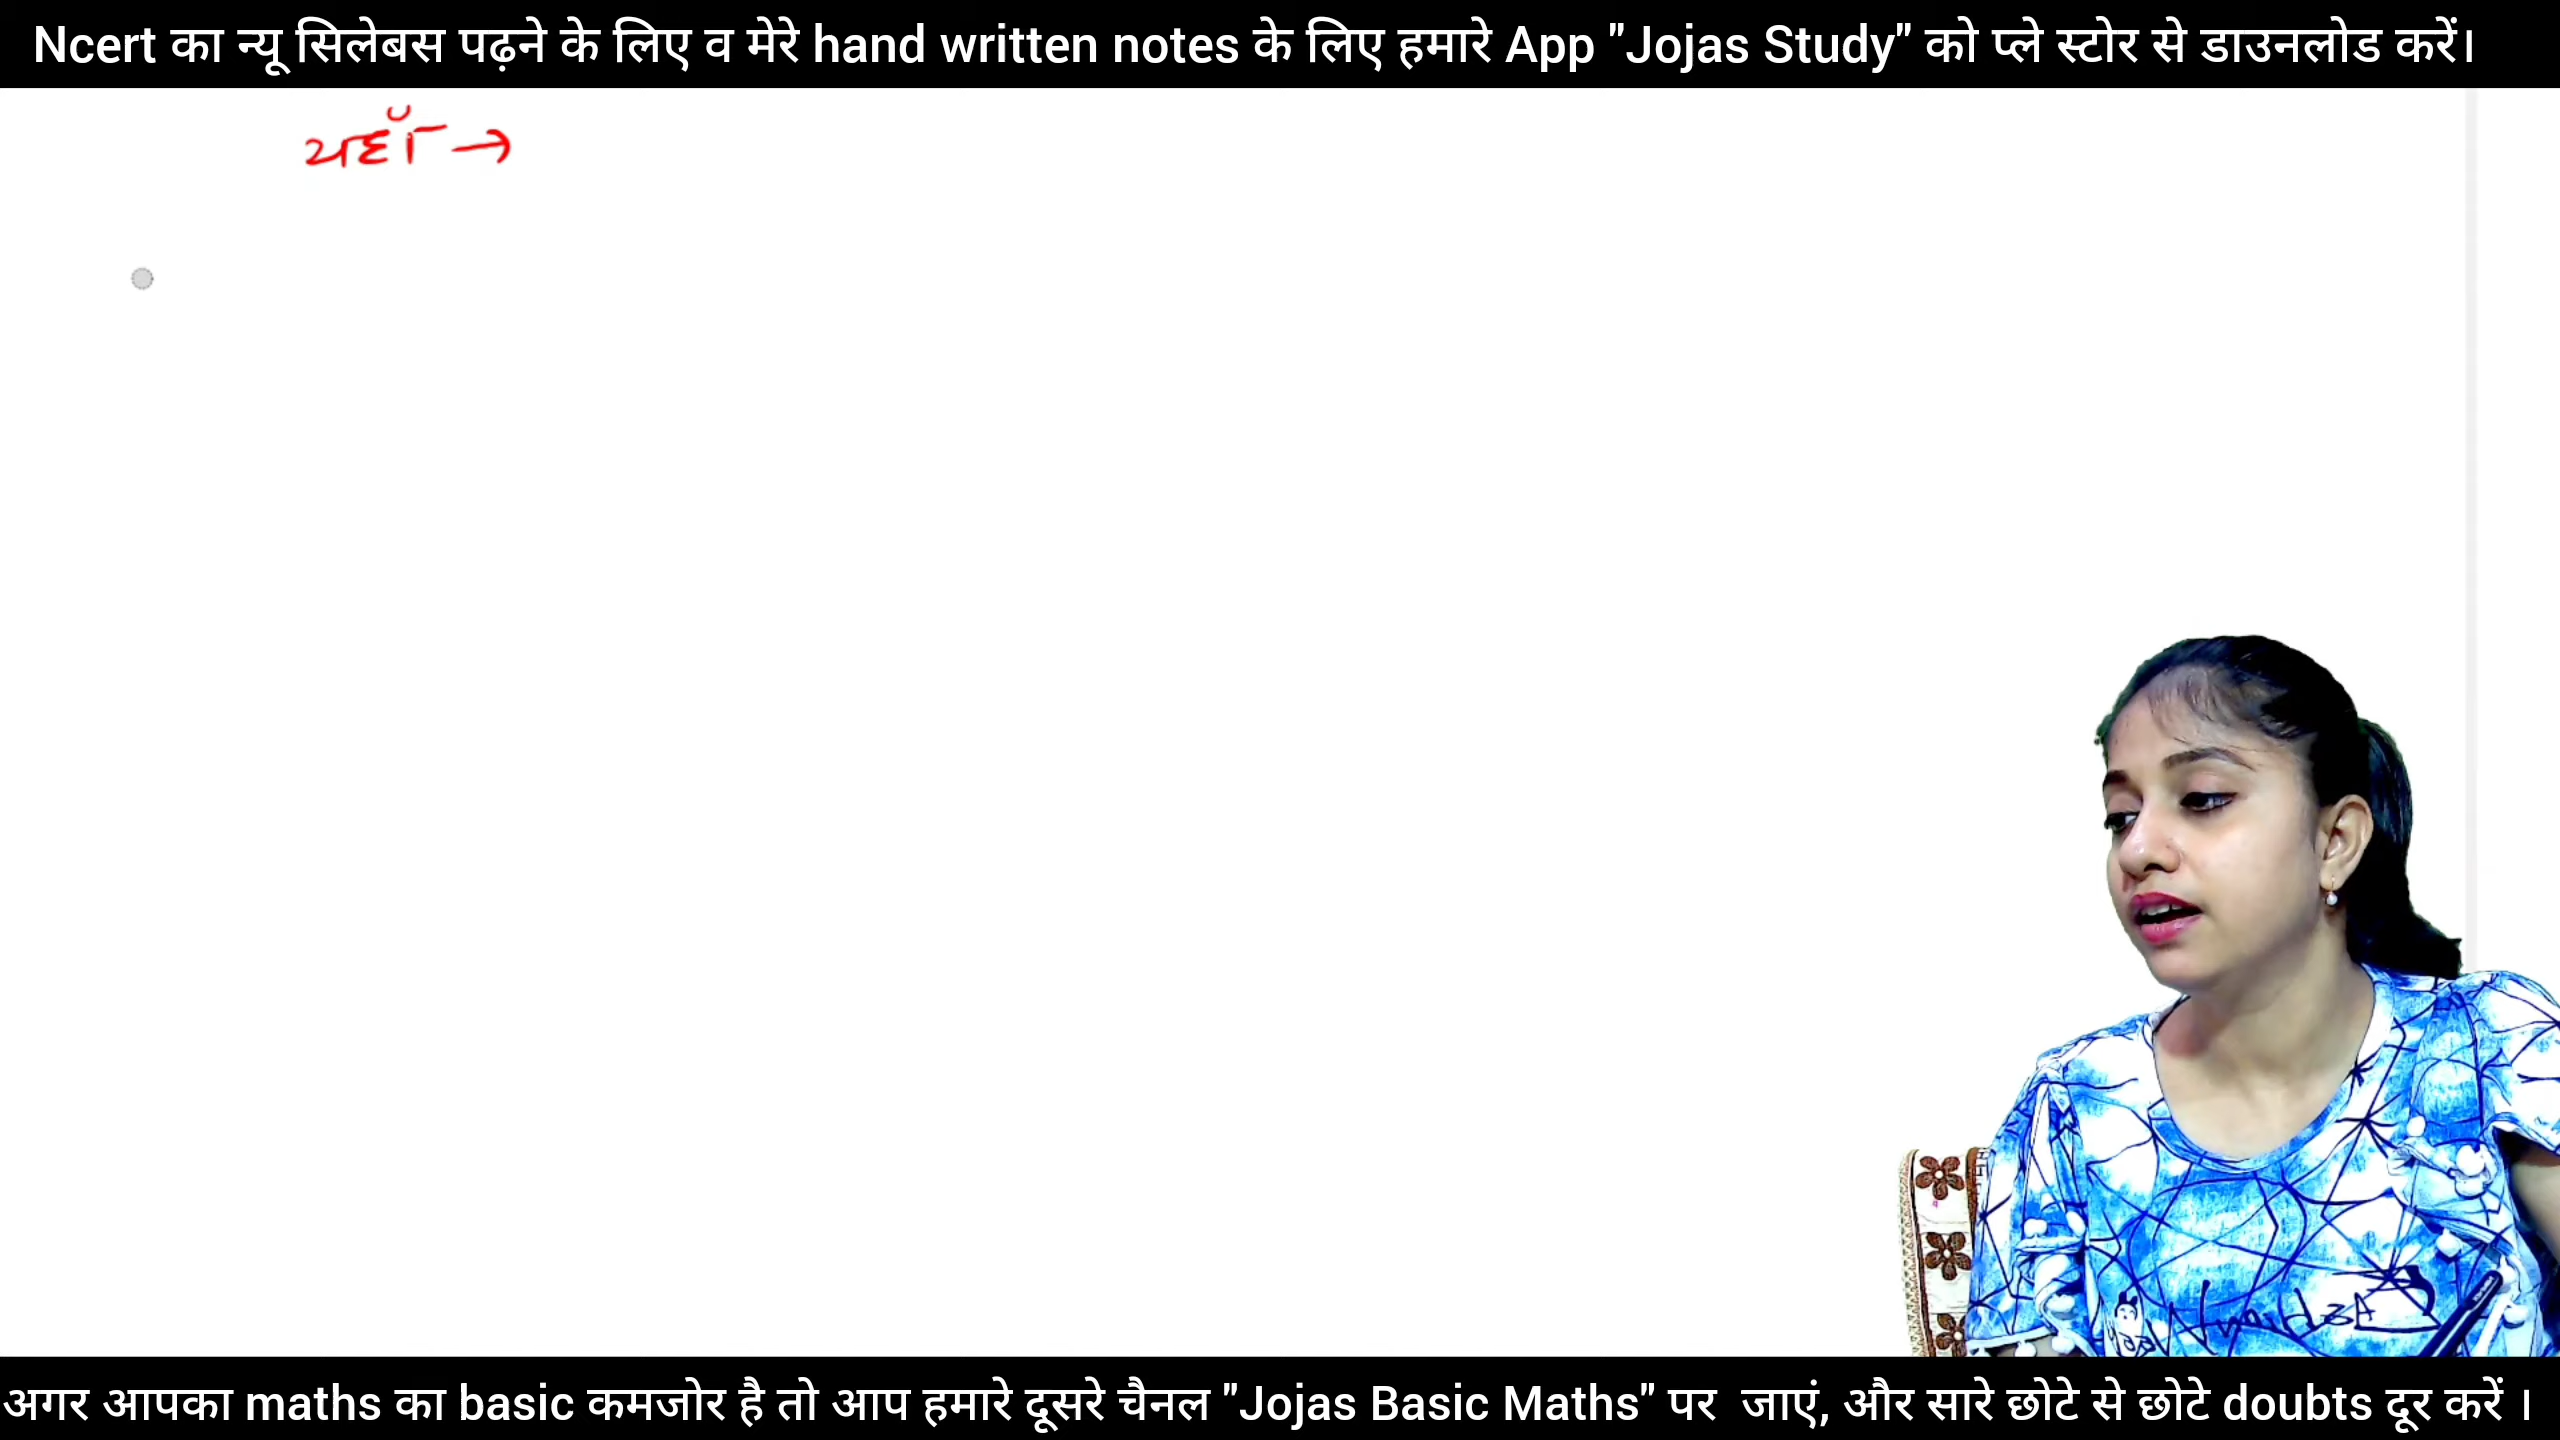 Ncert का न्यू सिलेबस पढ़ने के लिए व मेरे hand written notes के लिए हमारे App "Jojas Study" को प्ले स्टोर से डाउनलोड करें।
यहाँ →
अगर आपका maths का basic कमजोर है तो आप हमारे दूसरे चैनल "Jojas Basic Maths" पर जाएं, और सारे छोटे से छोटे doubts दूर करें ।